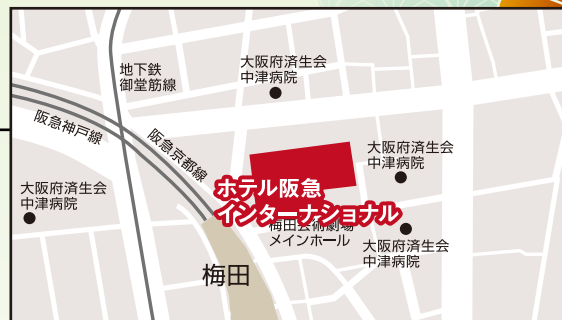 地下鉄
御堂筋線
大阪府済生会
中津病院
阪急神戸線
阪急京都線
大阪府済生会
中津病院
大阪府済生会
中津病院
ホテル阪急
インターナショナル
梅田芸術劇場
メインホール
大阪府済生会
中津病院
梅田